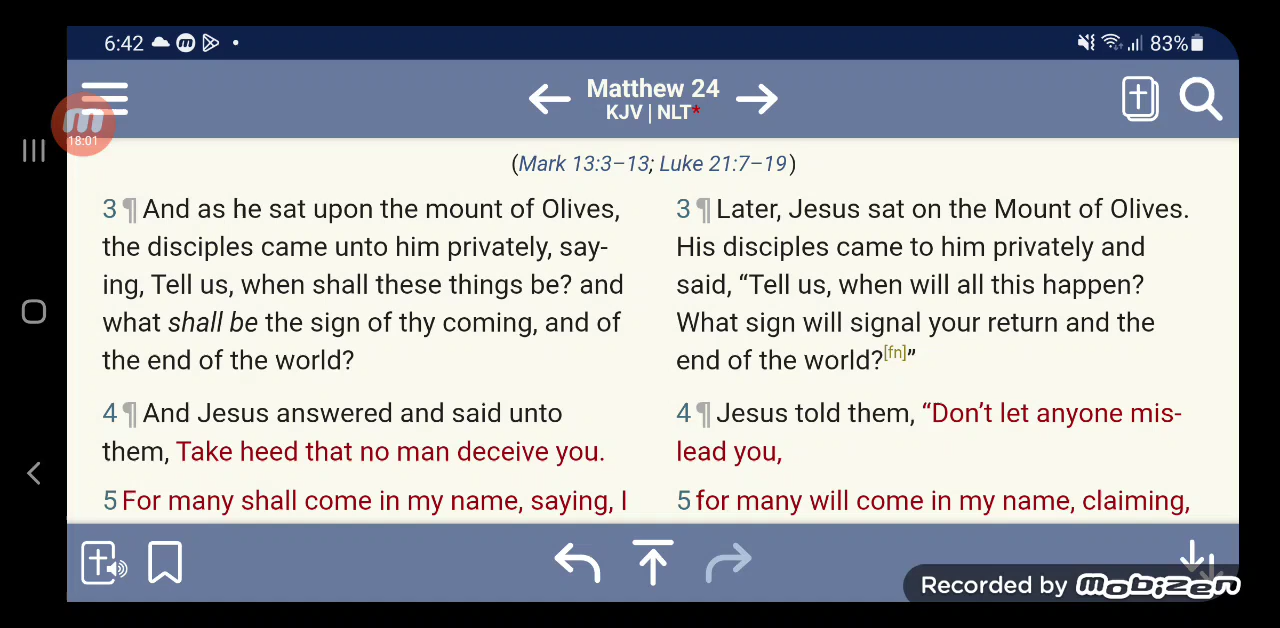 6:42
83%
Matthew 24
KJV | NLT*
18:01
(Mark 13:3–13; Luke 21:7–19)
3 ¶ And as he sat upon the mount of Olives,
the disciples came unto him privately, say-
ing, Tell us, when shall these things be? and
what shall be the sign of thy coming, and of
the end of the world?
4 ¶ And Jesus answered and said unto
them, Take heed that no man deceive you.
5 For many shall come in my name, saying, I
3 ¶ Later, Jesus sat on the Mount of Olives.
His disciples came to him privately and
said, “Tell us, when will all this happen?
What sign will signal your return and the
end of the world?[fn]”
4 ¶ Jesus told them, “Don’t let anyone mis-
lead you,
5 for many will come in my name, claiming,
Recorded by mobizen